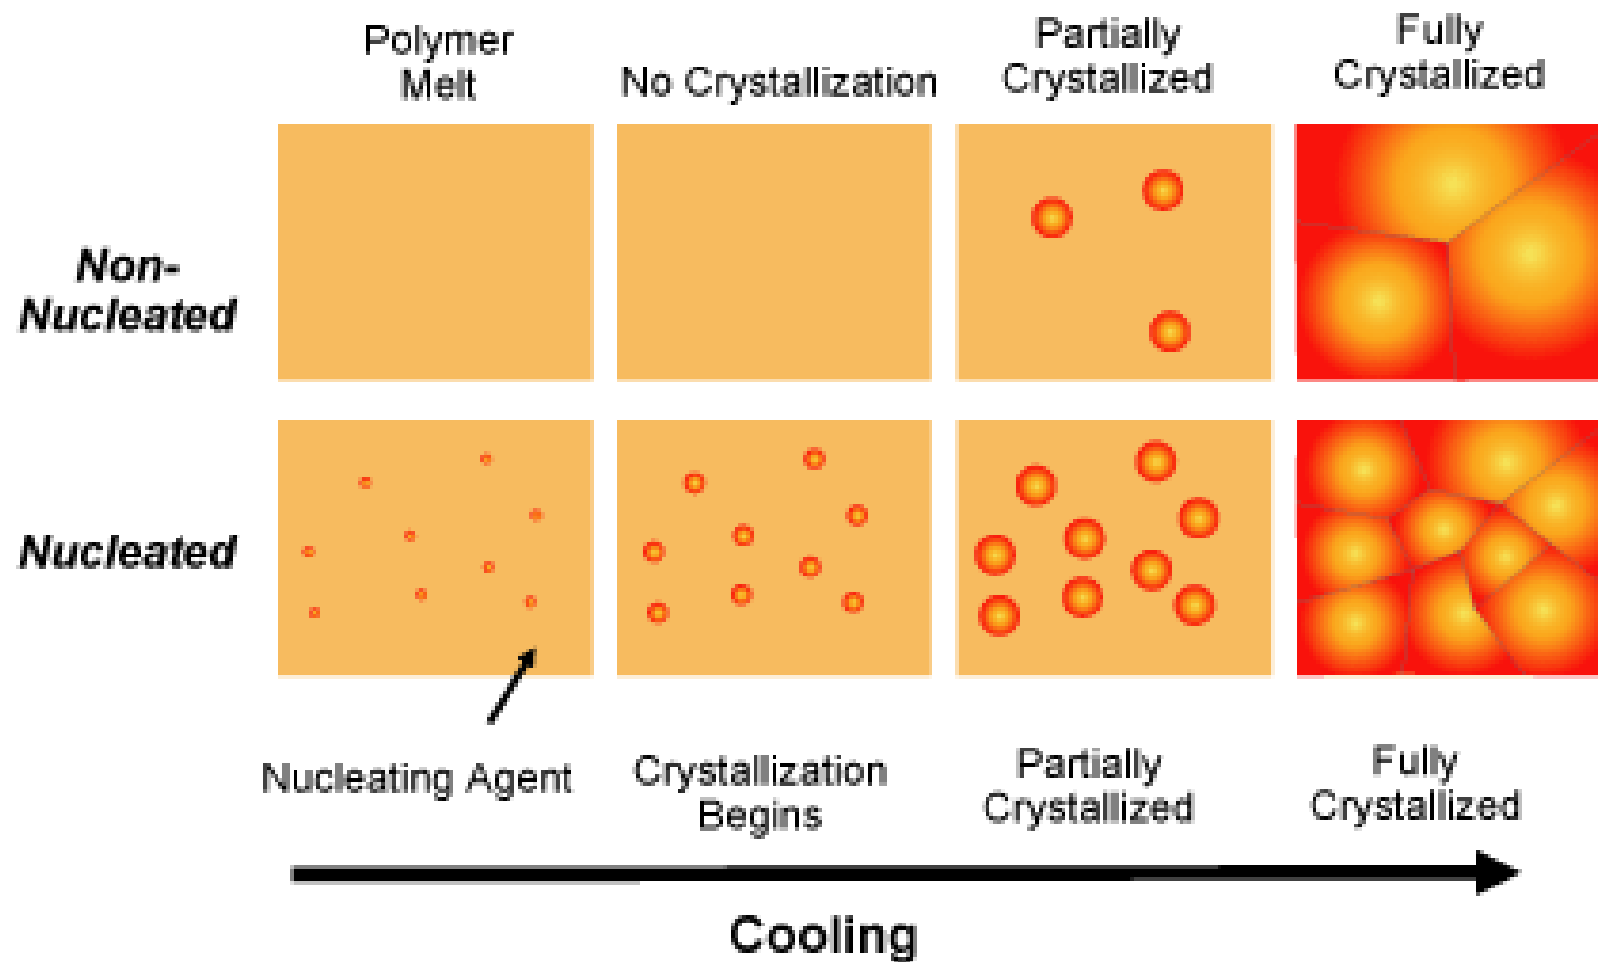 Polymer
Melt
No Crystallization
Partially
Crystallized
Fully
Crystallized
Non-
Nucleated
Nucleated
Nucleating Agent
Crystallization
Begins
Partially
Crystallized
Fully
Crystallized
Cooling